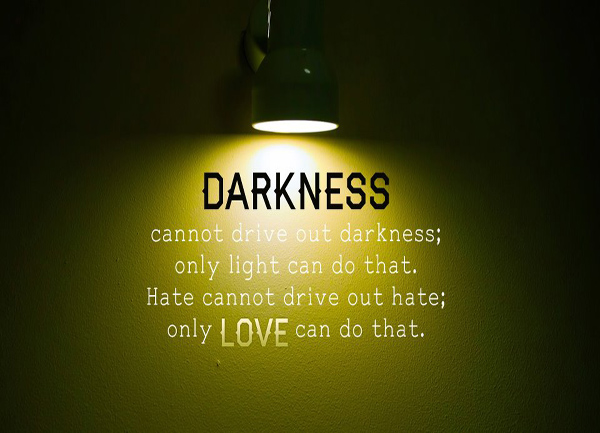 DARKNESS
cannot drive out darkness;
only light can do that.
Hate cannot drive out hate;
only LOVE can do that.